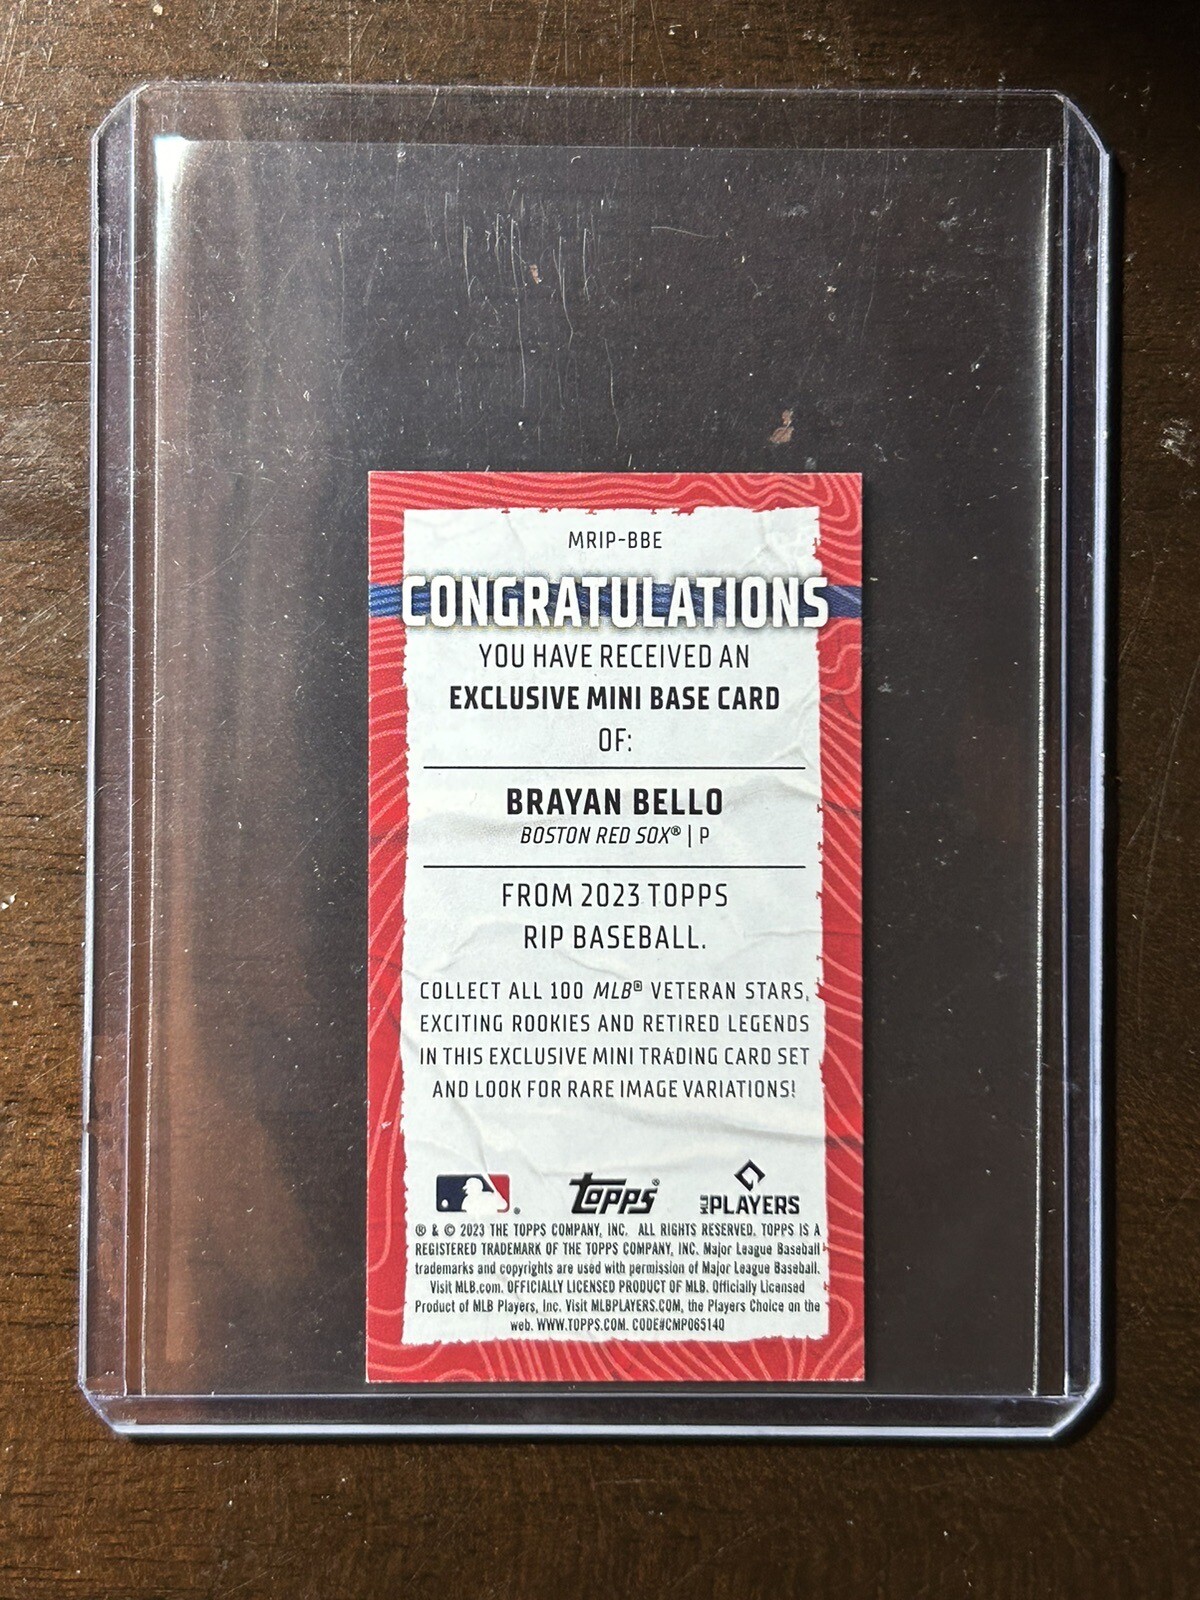 MRIP-BBE
CONGRATULATIONS
YOU HAVE RECEIVED AN
EXCLUSIVE MINI BASE CARD
OF:
BRAYAN BELLO
BOSTON RED SOX® | P
FROM 2023 TOPPS
RIP BASEBALL.
COLLECT ALL 100 MLB® VETERAN STARS,
EXCITING ROOKIES AND RETIRED LEGENDS
IN THIS EXCLUSIVE MINI TRADING CARD SET
AND LOOK FOR RARE IMAGE VARIATIONS!
® topps® MLB PLAYERS
® & © 2023 THE TOPPS COMPANY, INC. ALL RIGHTS RESERVED. TOPPS IS A
REGISTERED TRADEMARK OF THE TOPPS COMPANY, INC. Major League Baseball
trademarks and copyrights are used with permission of Major League Baseball.
Visit MLB.com. OFFICIALLY LICENSED PRODUCT OF MLB. Officially Licensed
Product of MLB Players, Inc. Visit MLBPLAYERS.COM, the Players Choice on the
web. WWW.TOPPS.COM. CODE#CMP065140